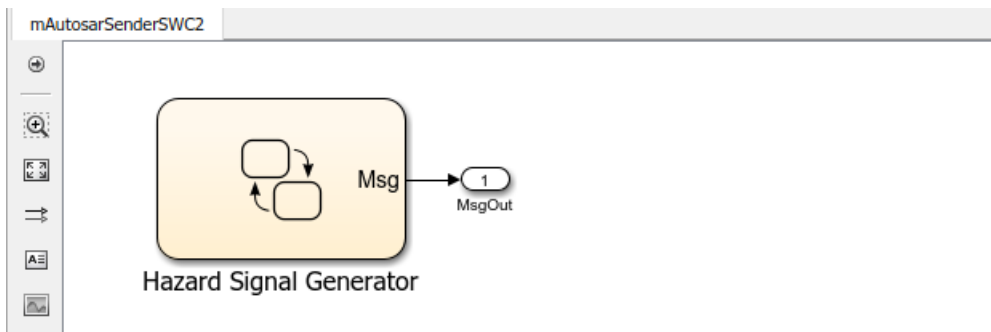 mAutosarSenderSWC2
Msg
1
MsgOut
Hazard Signal Generator
A